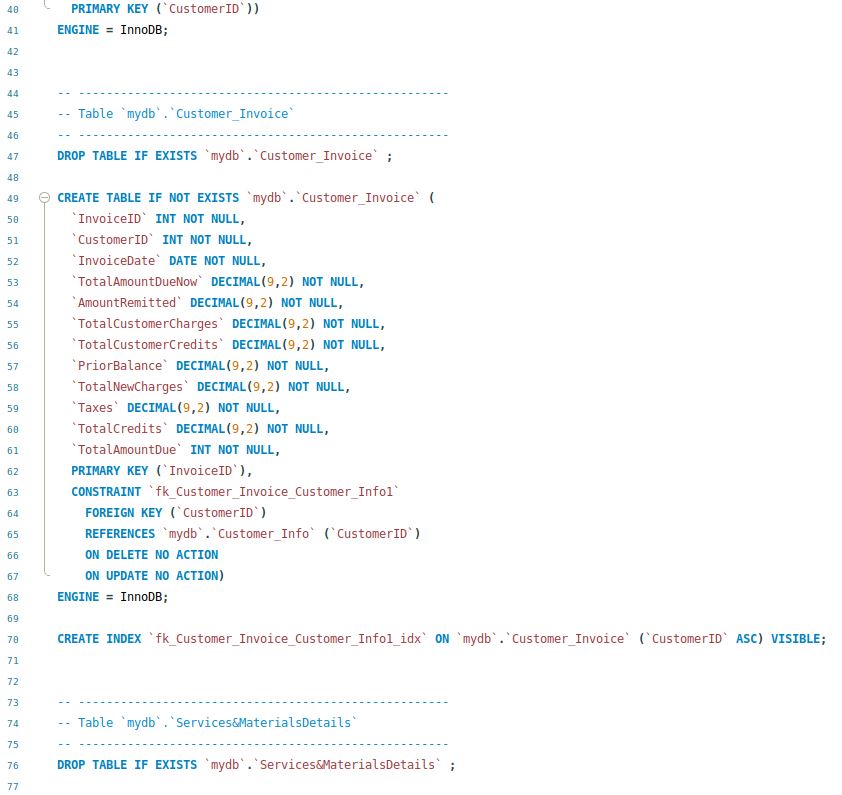 40 PRIMARY KEY (`CustomerID`))
41 ENGINE = InnoDB;
42
43
44 -- -----------------------------------------------------
45 -- Table `mydb`.`Customer_Invoice`
46 -- -----------------------------------------------------
47 DROP TABLE IF EXISTS `mydb`.`Customer_Invoice` ;
48
49 CREATE TABLE IF NOT EXISTS `mydb`.`Customer_Invoice` (
50 `InvoiceID` INT NOT NULL,
51 `CustomerID` INT NOT NULL,
52 `InvoiceDate` DATE NOT NULL,
53 `TotalAmountDueNow` DECIMAL(9,2) NOT NULL,
54 `AmountRemitted` DECIMAL(9,2) NOT NULL,
55 `TotalCustomerCharges` DECIMAL(9,2) NOT NULL,
56 `TotalCustomerCredits` DECIMAL(9,2) NOT NULL,
57 `PriorBalance` DECIMAL(9,2) NOT NULL,
58 `TotalNewCharges` DECIMAL(9,2) NOT NULL,
59 `Taxes` DECIMAL(9,2) NOT NULL,
60 `TotalCredits` DECIMAL(9,2) NOT NULL,
61 `TotalAmountDue` INT NOT NULL,
62 PRIMARY KEY (`InvoiceID`),
63 CONSTRAINT `fk_Customer_Invoice_Customer_Info1`
64 FOREIGN KEY (`CustomerID`)
65 REFERENCES `mydb`.`Customer_Info` (`CustomerID`)
66 ON DELETE NO ACTION
67 ON UPDATE NO ACTION)
68 ENGINE = InnoDB;
69
70 CREATE INDEX `fk_Customer_Invoice_Customer_Info1_idx` ON `mydb`.`Customer_Invoice` (`CustomerID` ASC) VISIBLE;
71
72
73 -- -----------------------------------------------------
74 -- Table `mydb`.`Services&MaterialsDetails`
75 -- -----------------------------------------------------
76 DROP TABLE IF EXISTS `mydb`.`Services&MaterialsDetails` ;
77